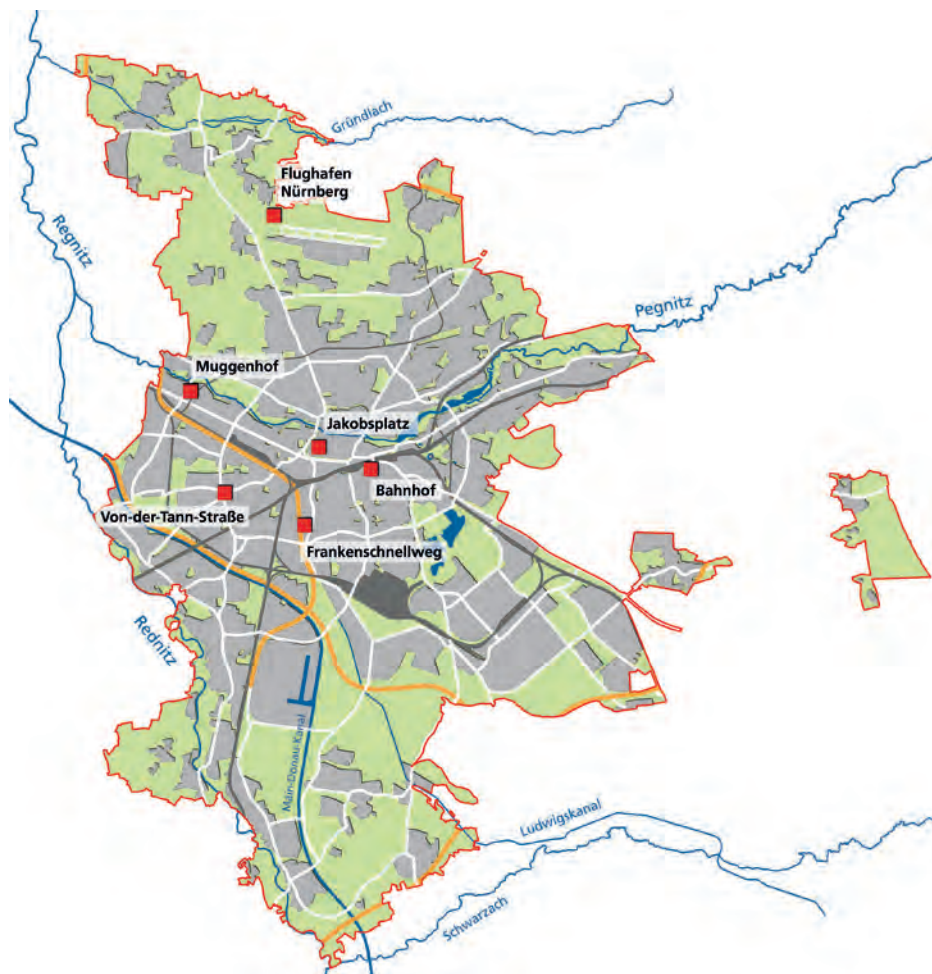 Gründlach
Flughafen
Nürnberg
Regnitz
Pegnitz
Muggenhof
Jakobsplatz
Bahnhof
Von-der-Tann-Straße
Frankenschnellweg
Rednitz
Main-Donau-Kanal
Ludwigskanal
Schwarzach